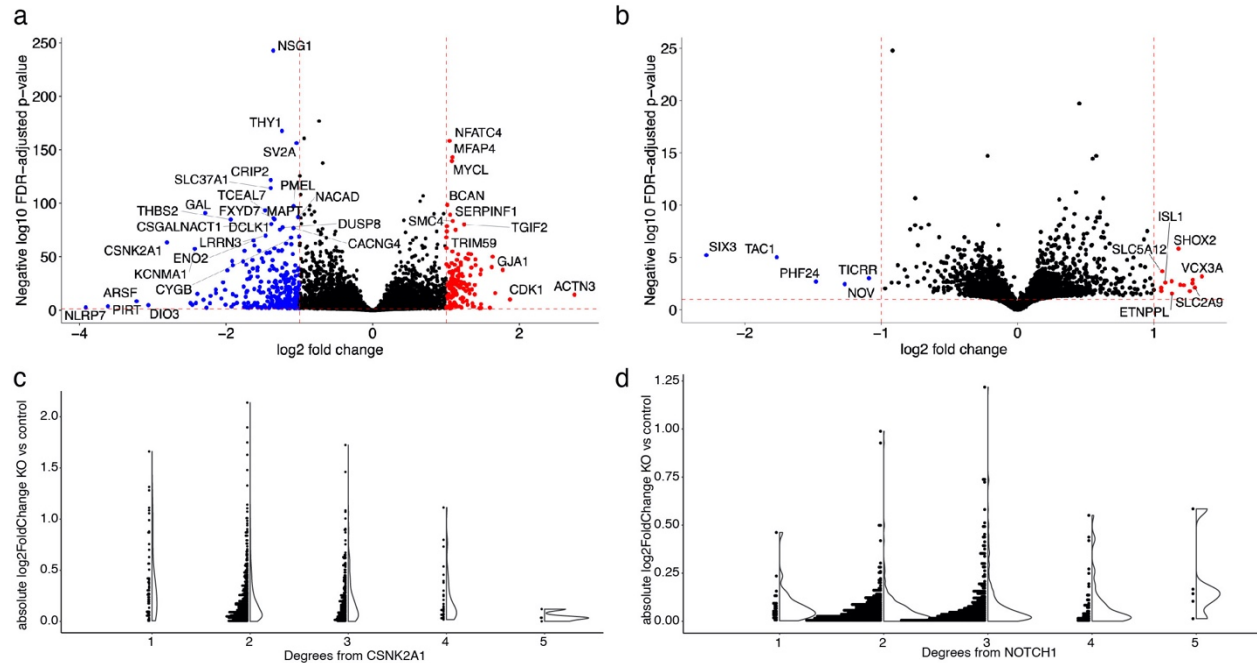 a
Negative log10 FDR-adjusted p-value
250
200
150
100
50
0
NSG1
THY1
SV2A
CRIP2
SLC37A1
PMEL
TCEAL7
GAL
NACAD
THBS2
FXYD7
MAPT
CSGALNACT1
DCLK1
DUSP8
LRRN3
CSNK2A1
CACNG4
ENO2
KCNMA1
CYGB
ARSF
NLRP7
PIRT
DIO3
NFATC4
MFAP4
MYCL
BCAN
SERPINF1
SMC4
TGIF2
TRIM59
GJA1
CDK1
ACTN3
−4
−2
0
2
log2 fold change
b
Negative log10 FDR-adjusted p-value
25
20
15
10
5
0
SIX3
TAC1
PHF24
TICRR
NOV
ISL1
SHOX2
SLC5A12
VCX3A
SLC2A9
ETNPPL
-2
-1
0
1
log2 fold change
c
absolute log2FoldChange KO vs control
2.0
1.5
1.0
0.5
0.0
1
2
3
4
5
Degrees from CSNK2A1
d
absolute log2FoldChange KO vs control
1.25
1.00
0.75
0.50
0.25
0.00
1
2
3
4
5
Degrees from NOTCH1